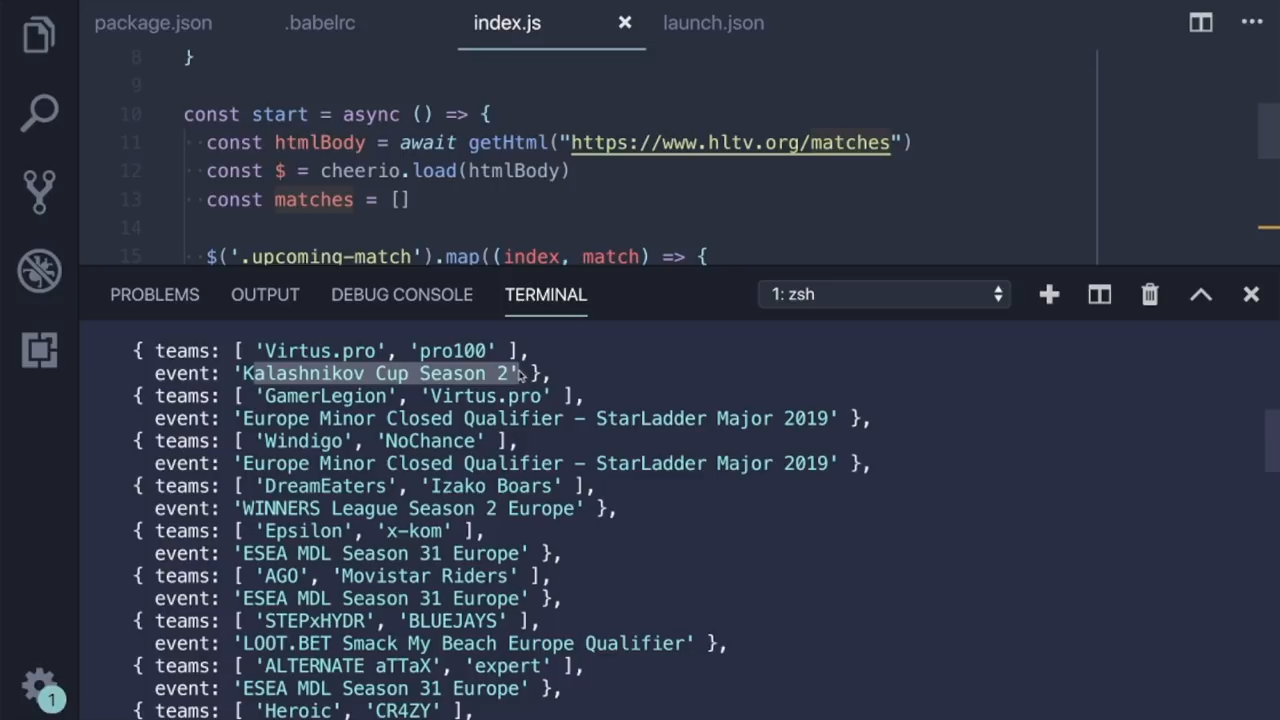 package.json .babelrc index.js launch.json
8 }
9
10 const start = async () => {
11 const htmlBody = await getHtml("https://www.hltv.org/matches")
12 const $ = cheerio.load(htmlBody)
13 const matches = []
14
15 $('.upcoming-match').map((index, match) => {
PROBLEMS OUTPUT DEBUG CONSOLE TERMINAL 1: zsh
{ teams: [ 'Virtus.pro', 'pro100' ],
event: 'Kalashnikov Cup Season 2' },
{ teams: [ 'GamerLegion', 'Virtus.pro' ],
event: 'Europe Minor Closed Qualifier - StarLadder Major 2019' },
{ teams: [ 'Windigo', 'NoChance' ],
event: 'Europe Minor Closed Qualifier - StarLadder Major 2019' },
{ teams: [ 'DreamEaters', 'Izako Boars' ],
event: 'WINNERS League Season 2 Europe' },
{ teams: [ 'Epsilon', 'x-kom' ],
event: 'ESEA MDL Season 31 Europe' },
{ teams: [ 'AGO', 'Movistar Riders' ],
event: 'ESEA MDL Season 31 Europe' },
{ teams: [ 'STEPxHYDR', 'BLUEJAYS' ],
event: 'LOOT.BET Smack My Beach Europe Qualifier' },
{ teams: [ 'ALTERNATE aTTaX', 'expert' ],
event: 'ESEA MDL Season 31 Europe' },
{ teams: [ 'Heroic', 'CR4ZY' ],
1